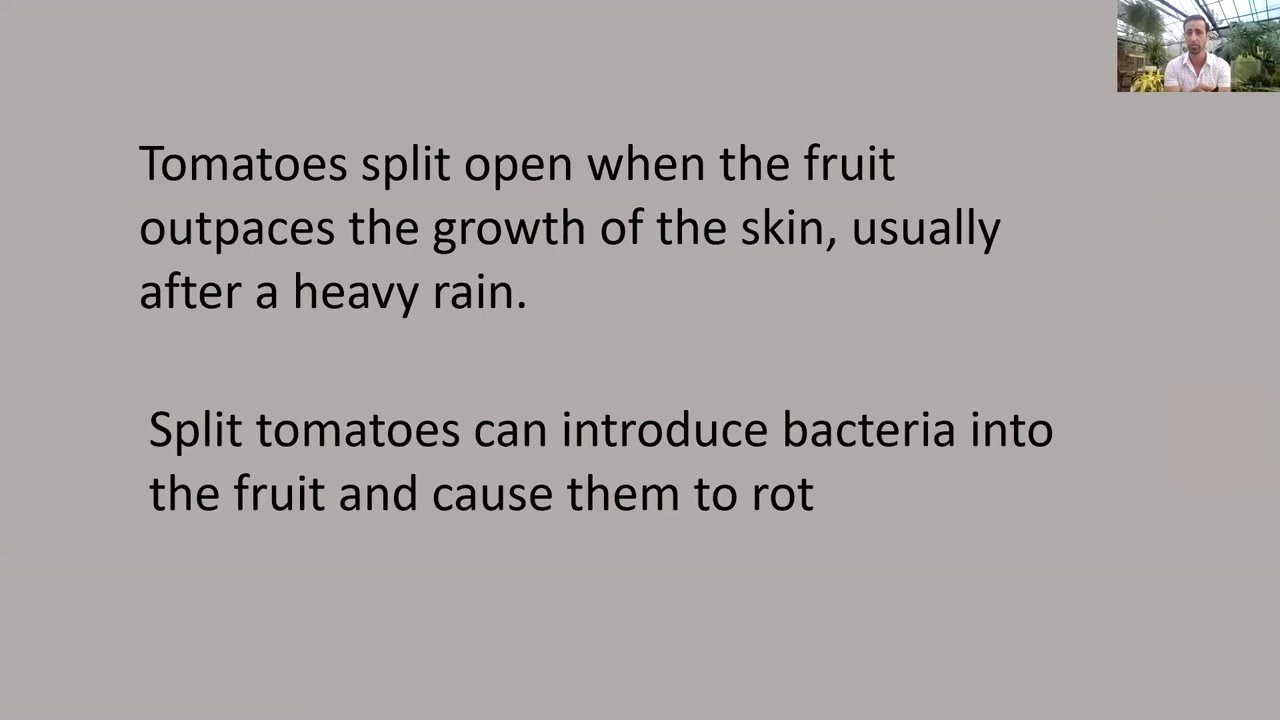 Tomatoes split open when the fruit
outpaces the growth of the skin, usually
after a heavy rain.
Split tomatoes can introduce bacteria into
the fruit and cause them to rot